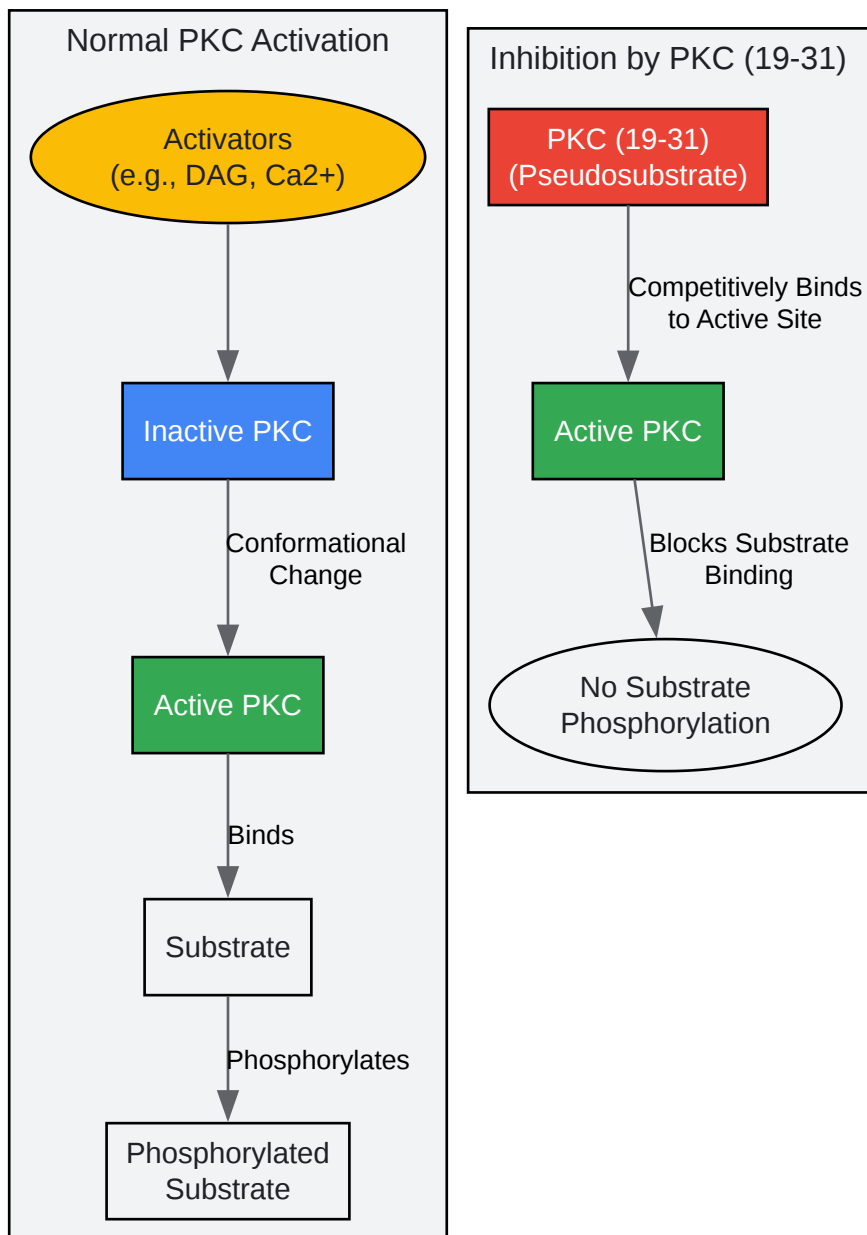 Normal PKC Activation
Activators
(e.g., DAG, Ca2+)
Inactive PKC
Conformational
Change
Active PKC
Binds
Substrate
Phosphorylates
Phosphorylated
Substrate
Inhibition by PKC (19-31)
PKC (19-31)
(Pseudosubstrate)
Competitively Binds
to Active Site
Active PKC
Blocks Substrate
Binding
No Substrate
Phosphorylation